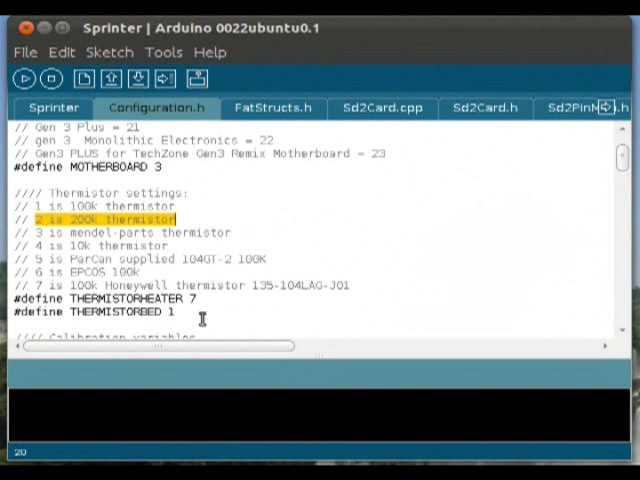 Sprinter | Arduino 0022ubuntu0.1
File Edit Sketch Tools Help
Sprinter Configuration.h FatStructs.h Sd2Card.cpp Sd2Card.h
// Gen 3 Plus = 21
// gen 3  Monolithic Electronics = 22
// Gen3 PLUS for TechZone Gen3 Remix Motherboard = 23
#define MOTHERBOARD 3
//// Thermistor settings:
// 1 is 100k thermistor
// 2 is 200k thermistor
// 3 is mendel-parts thermistor
// 4 is 10k thermistor
// 5 is ParCan supplied 104GT-2 100K
// 6 is EPCOS 100k
// 7 is 100k Honeywell thermistor 135-104LAG-J01
#define THERMISTORHEATER 7
#define THERMISTORBED 1
//// Calibration variables
20